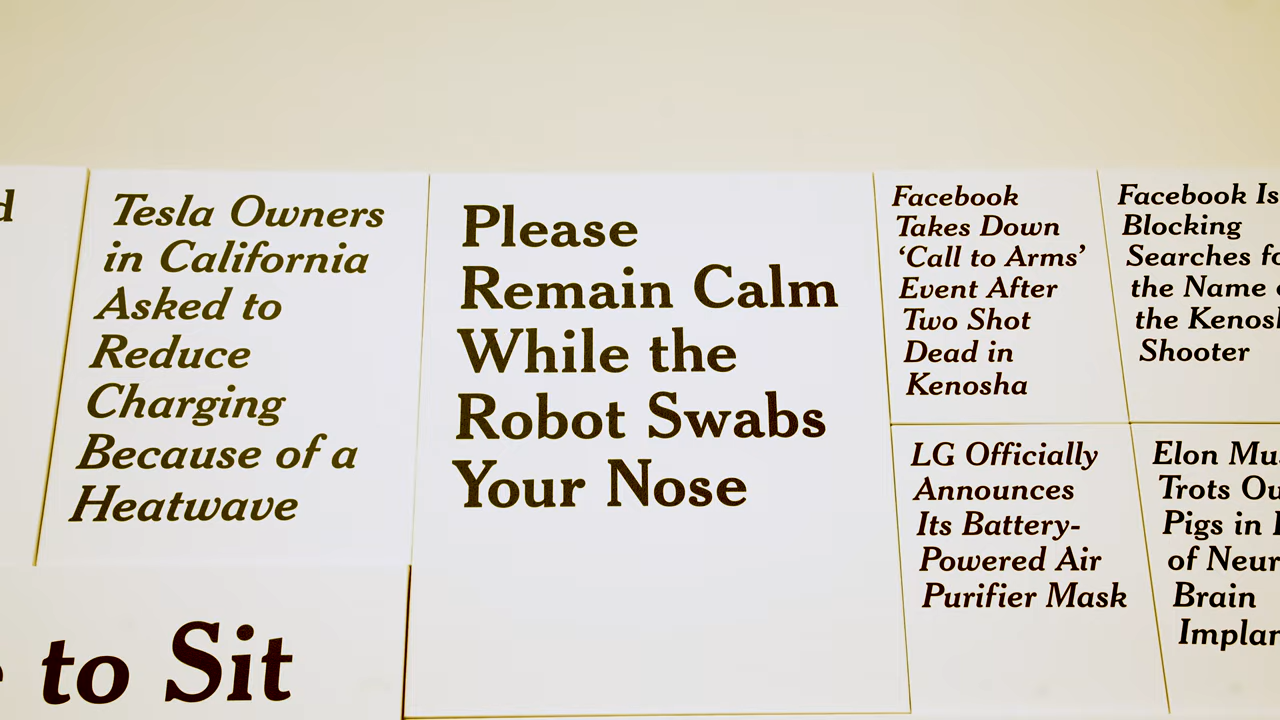 Tesla Owners
in California
Asked to
Reduce
Charging
Because of a
Heatwave
to Sit
Please
Remain Calm
While the
Robot Swabs
Your Nose
Facebook
Takes Down
‘Call to Arms’
Event After
Two Shot
Dead in
Kenosha
Facebook Is
Blocking
Searches
the Name
the
Shooter
LG Officially
Announces
Its Battery-
Powered Air
Purifier Mask
Elon
Trots
Pigs in
of
Brain